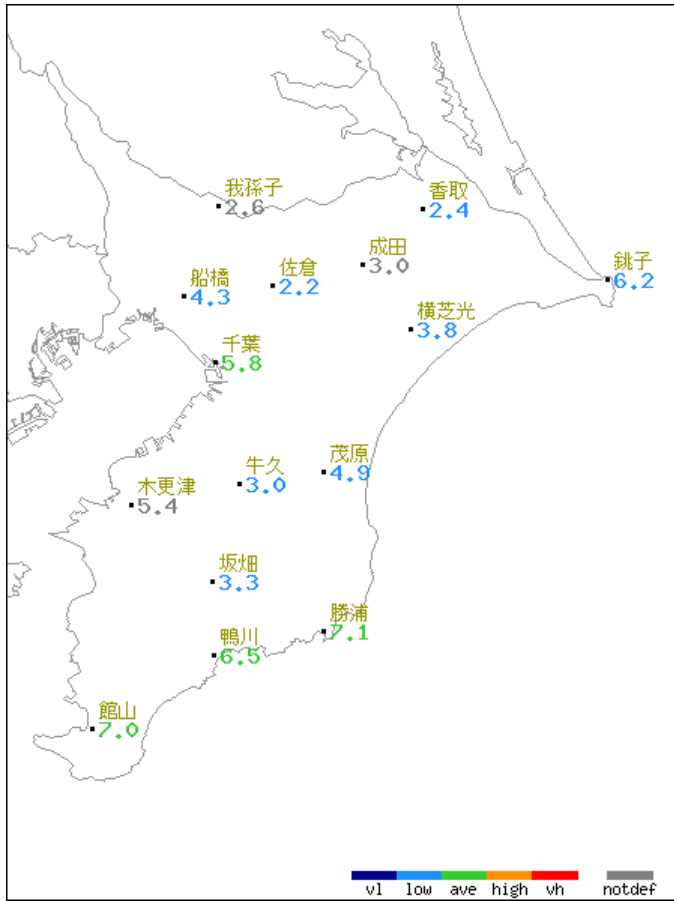 我孫子
2.6
香取
2.4
成田
3.0
佐倉
2.2
船橋
4.3
銚子
6.2
横芝光
3.8
千葉
5.8
茂原
4.9
牛久
3.0
木更津
5.4
坂畑
3.3
勝浦
7.1
鴨川
6.5
館山
7.0
vl low ave high vh notdef